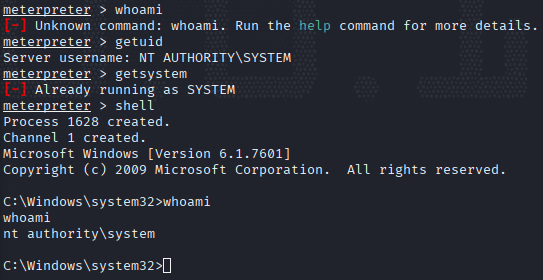 meterpreter > whoami
[-] Unknown command: whoami. Run the help command for more details.
meterpreter > getuid
Server username: NT AUTHORITY\SYSTEM
meterpreter > getsystem
[-] Already running as SYSTEM
meterpreter > shell
Process 1628 created.
Channel 1 created.
Microsoft Windows [Version 6.1.7601]
Copyright (c) 2009 Microsoft Corporation.  All rights reserved.
C:\Windows\system32>whoami
whoami
nt authority\system
C:\Windows\system32>